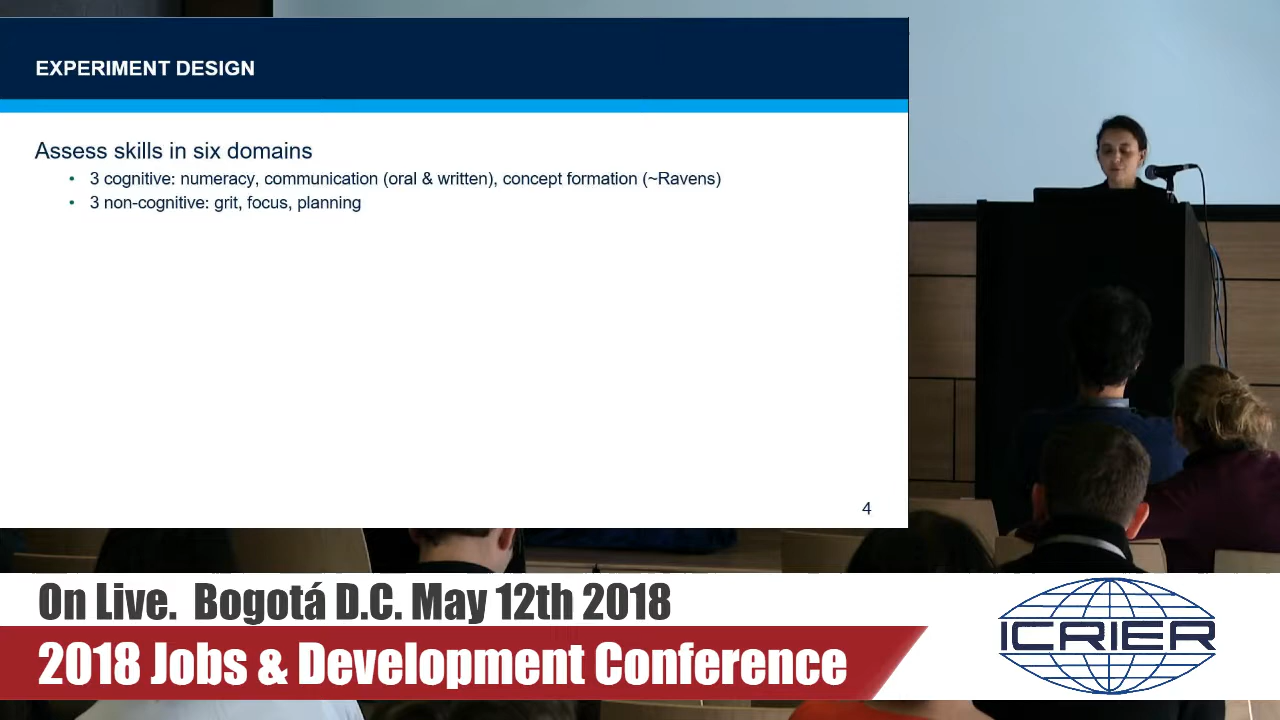 EXPERIMENT DESIGN
Assess skills in six domains
• 3 cognitive: numeracy, communication (oral & written), concept formation (~Ravens)
• 3 non-cognitive: grit, focus, planning
4
On Live. Bogotá D.C. May 12th 2018
2018 Jobs & Development Conference
ICRIER